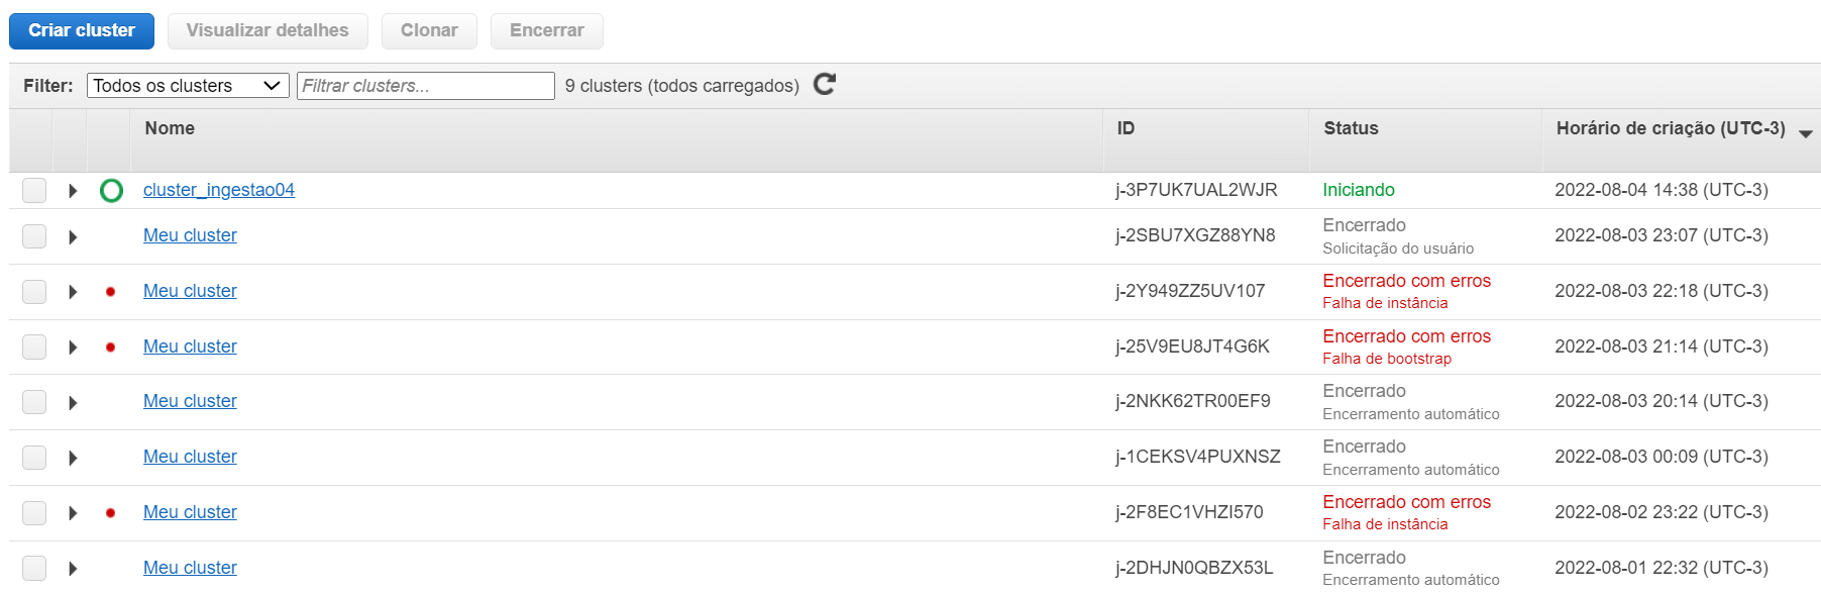 Criar cluster Visualizar detalhes Clonar Encerrar
Filter: Todos os clusters Filtrar clusters... 9 clusters (todos carregados)
Nome ID Status Horário de criação (UTC-3)
cluster_ingestao04 j-3P7UK7UAL2WJR Iniciando 2022-08-04 14:38 (UTC-3)
Meu cluster j-2SBU7XGZ88YN8 Encerrado 2022-08-03 23:07 (UTC-3)
Solicitação do usuário
Meu cluster j-2Y949ZZ5UV107 Encerrado com erros 2022-08-03 22:18 (UTC-3)
Falha de instância
Meu cluster j-25V9EU8JT4G6K Encerrado com erros 2022-08-03 21:14 (UTC-3)
Falha de bootstrap
Meu cluster j-2NKK62TR00EF9 Encerrado 2022-08-03 20:14 (UTC-3)
Encerramento automático
Meu cluster j-1CEKSV4PUXNSZ Encerrado 2022-08-03 00:09 (UTC-3)
Encerramento automático
Meu cluster j-2F8EC1VHZI570 Encerrado com erros 2022-08-02 23:22 (UTC-3)
Falha de instância
Meu cluster j-2DHJN0QBZX53L Encerrado 2022-08-01 22:32 (UTC-3)
Encerramento automático